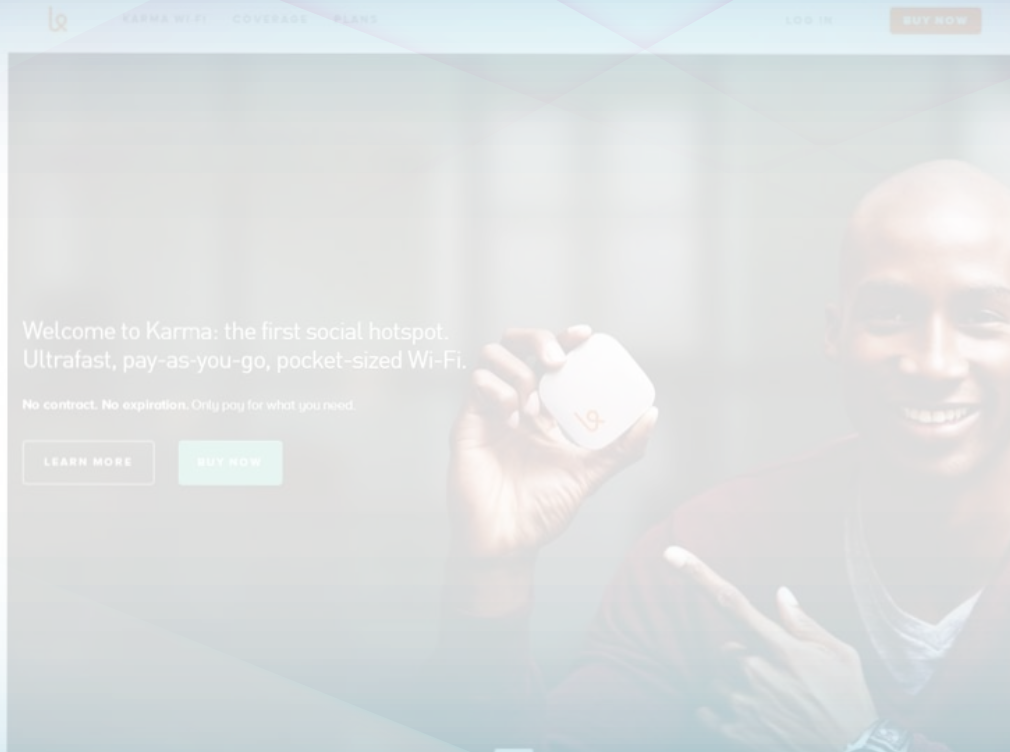 KARMA WI-FI COVERAGE PLANS LOG IN BUY NOW
Welcome to Karma: the first social hotspot.
Ultrafast, pay-as-you-go, pocket-sized Wi-Fi.
No contract. No expiration. Only pay for what you need.
LEARN MORE BUY NOW